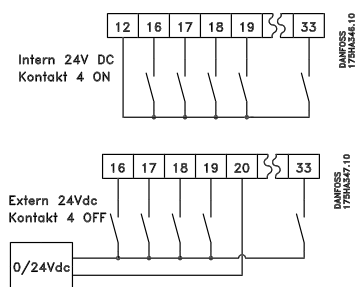 12 16 17 18 19 33
Intern 24V DC
Kontakt 4 ON
DANFOSS
175HA346.10
16 17 18 19 20 33
Extern 24Vdc
Kontakt 4 OFF
0/24Vdc
DANFOSS
175HA347.10